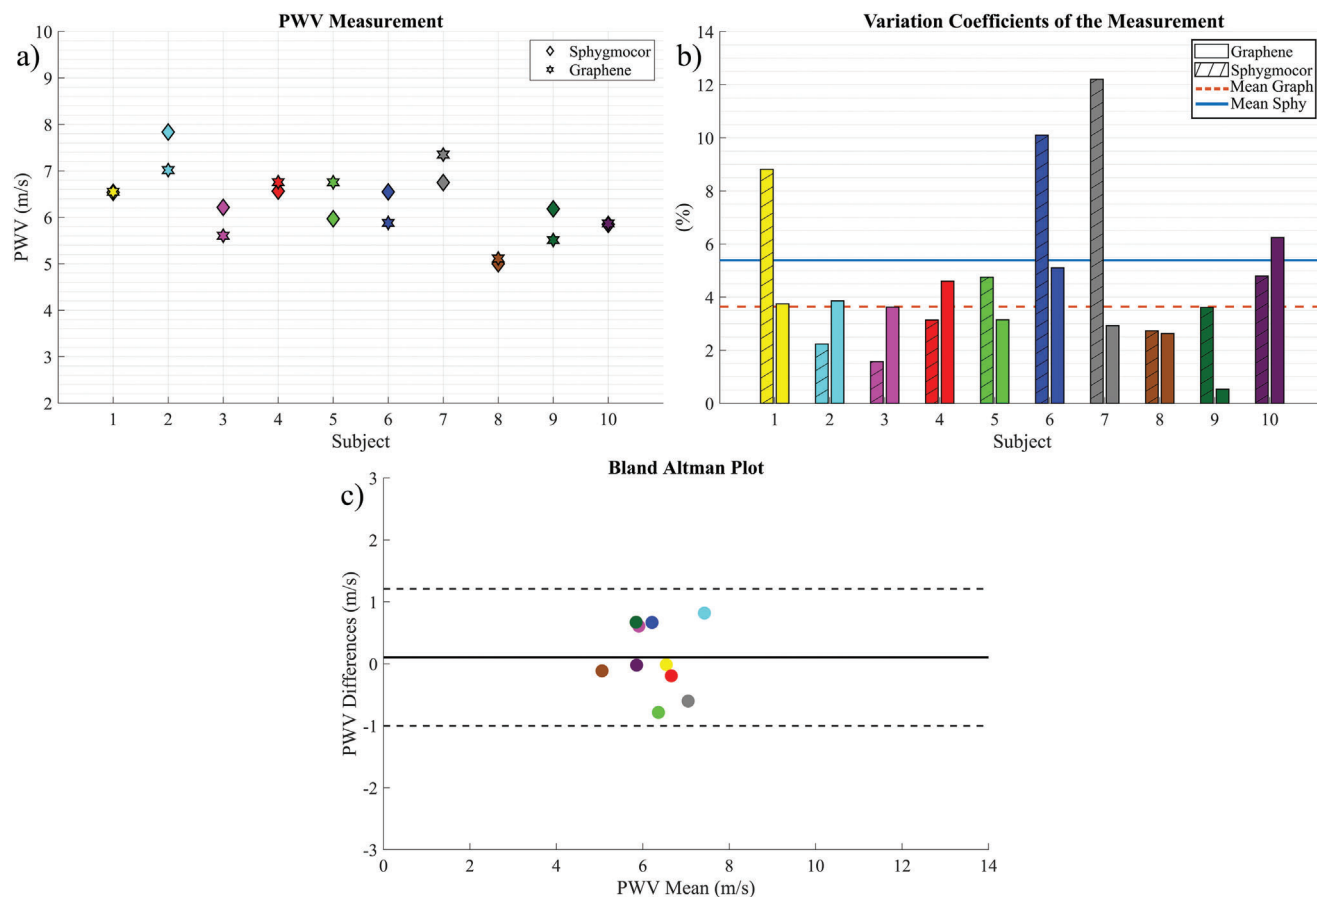 PWV Measurement
a)
PWV (m/s)
10
9
8
7
6
5
4
3
2
Sphygmocor
Graphene
1 2 3 4 5 6 7 8 9 10
Subject
Variation Coefficients of the Measurement
b)
(%)
14
12
10
8
6
4
2
0
Graphene
Sphygmocor
Mean Graph
Mean Sphy
1 2 3 4 5 6 7 8 9 10
Subject
Bland Altman Plot
c)
PWV Differences (m/s)
3
2
1
0
-1
-2
-3
0 2 4 6 8 10 12 14
PWV Mean (m/s)